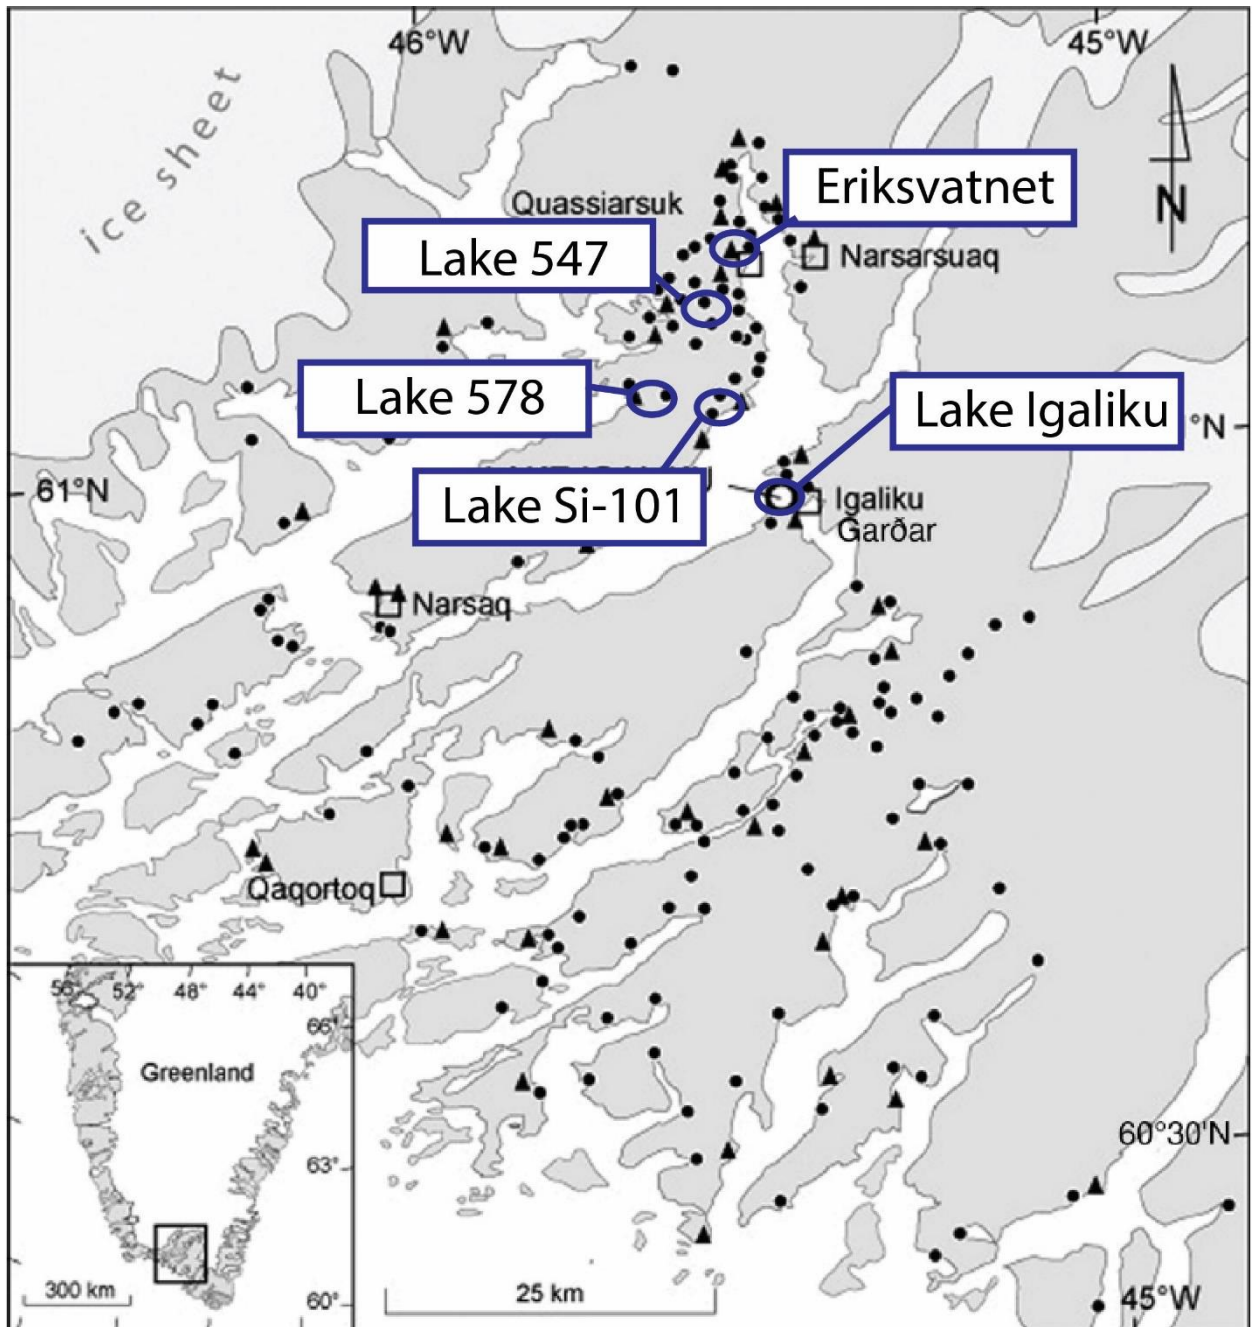 46°W
45°W
ice sheet
N
Eriksvatnet
Quassiarsuk
Lake 547
Narsarsuaq
Lake 578
Lake Igaliku
°N
61°N
Lake Si-101
Igaliku
Garðar
Narsaq
Qaqortoq
56°
52°
48°
44°
40°
66°
Greenland
63°
60°30'N
300 km
60°
25 km
45°W